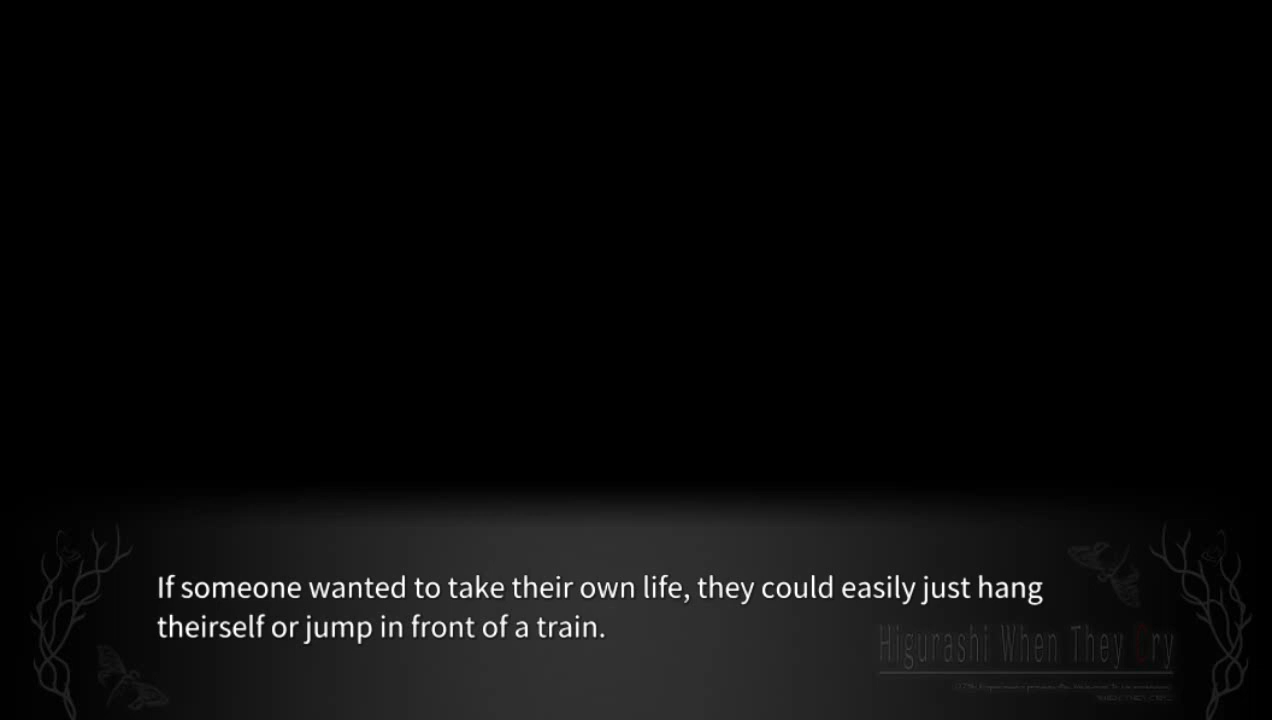 If someone wanted to take their own life, they could easily just hang
theirself or jump in front of a train.
Higurashi When They Cry